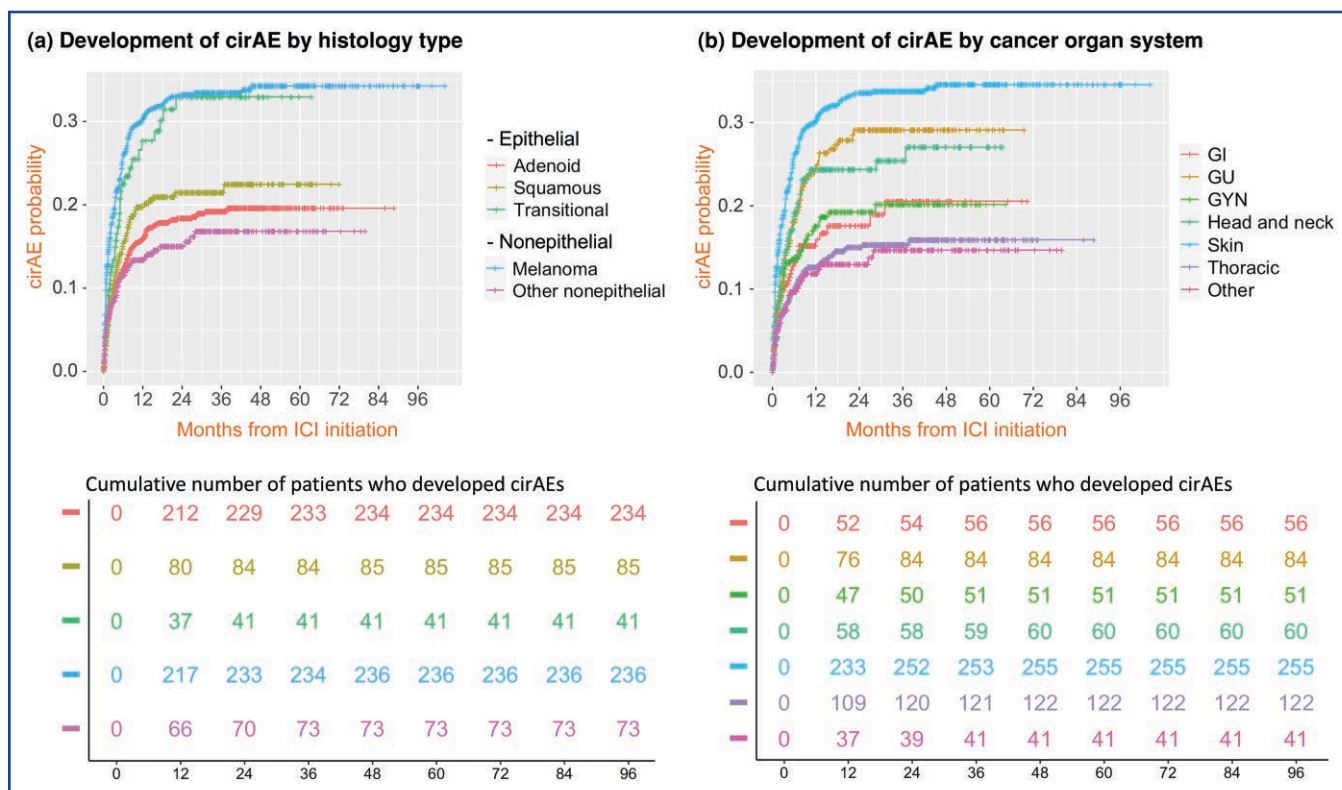 (a) Development of cirAE by histology type
cirAE probability
0.3
0.2
0.1
0.0
0 12 24 36 48 60 72 84 96
Months from ICI initiation
- Epithelial
Adenoid
Squamous
Transitional
- Nonepithelial
Melanoma
Other nonepithelial
Cumulative number of patients who developed cirAEs
0 212 229 233 234 234 234 234 234
0 80 84 84 85 85 85 85 85
0 37 41 41 41 41 41 41 41
0 217 233 234 236 236 236 236 236
0 66 70 73 73 73 73 73 73
0 12 24 36 48 60 72 84 96
(b) Development of cirAE by cancer organ system
cirAE probability
0.3
0.2
0.1
0.0
0 12 24 36 48 60 72 84 96
Months from ICI initiation
GI
GU
GYN
Head and neck
Skin
Thoracic
Other
Cumulative number of patients who developed cirAEs
0 52 54 56 56 56 56 56 56
0 76 84 84 84 84 84 84 84
0 47 50 51 51 51 51 51 51
0 58 58 59 60 60 60 60 60
0 233 252 253 255 255 255 255 255
0 109 120 121 122 122 122 122 122
0 37 39 41 41 41 41 41 41
0 12 24 36 48 60 72 84 96